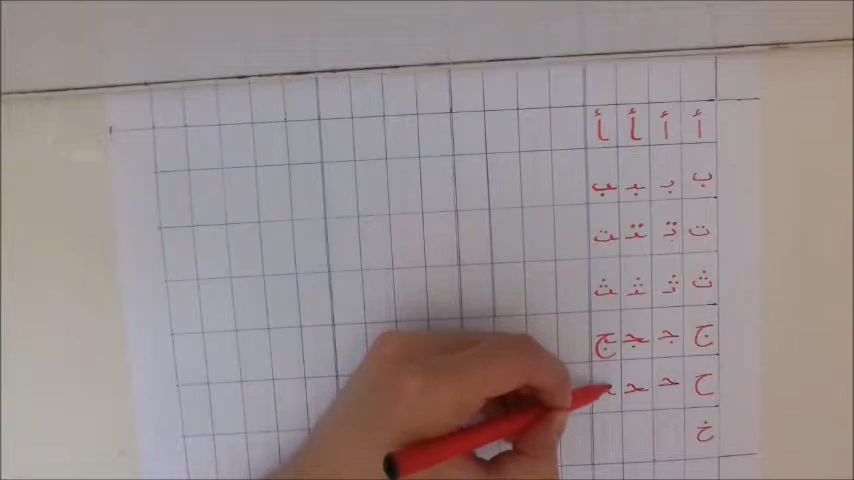 أ أ ـأ ـأ
ب بـ ـبـ ـب
ت تـ ـتـ ـت
ث ثـ ـثـ ـث
ج جـ ـجـ ـج
ح حـ ـحـ
خ